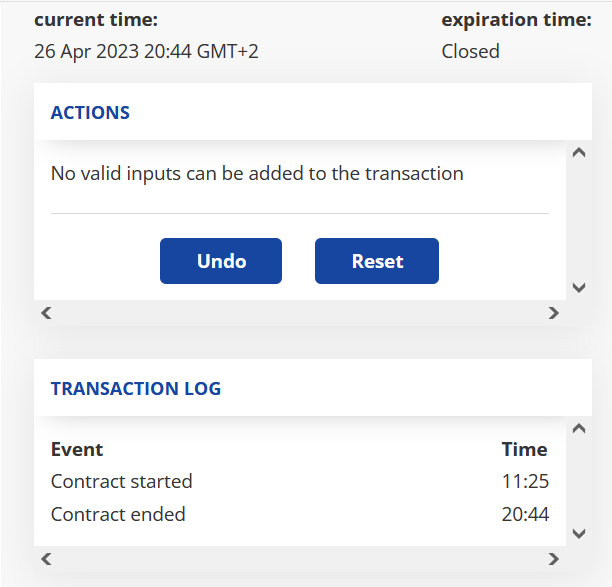 current time:
expiration time:
26 Apr 2023 20:44 GMT+2
Closed
ACTIONS
No valid inputs can be added to the transaction
Undo
Reset
TRANSACTION LOG
Event Time
Contract started 11:25
Contract ended 20:44